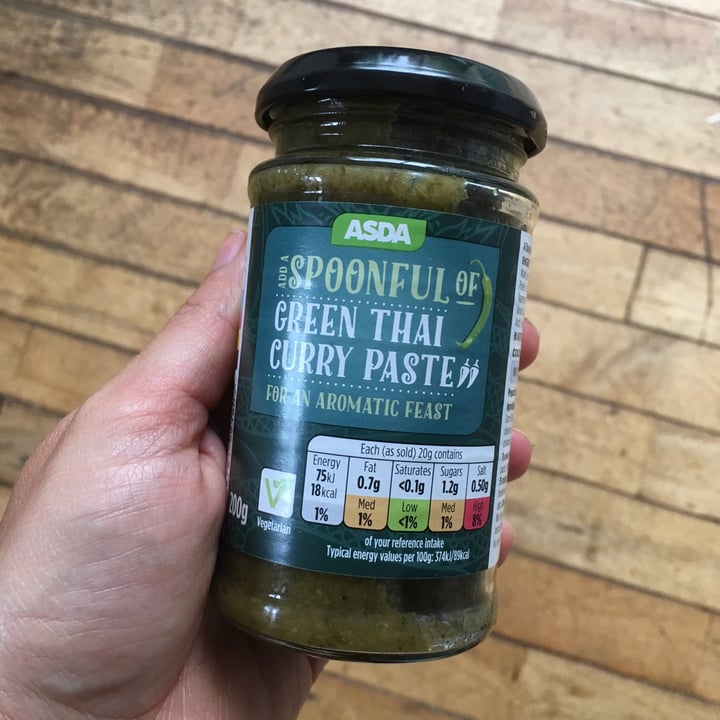 ASDA
ADD A SPOONFUL OF
GREEN THAI
CURRY PASTE
FOR AN AROMATIC FEAST
Each (as sold) 20g contains
Energy Fat Saturates Sugars Salt
75kJ 0.7g <0.1g 1.2g 0.50g
18kcal
Med Low Med High
1% 1% <1% 1% 8%
of your reference intake
Typical energy values per 100g: 374kJ/89kcal
200g
V
Vegetarian